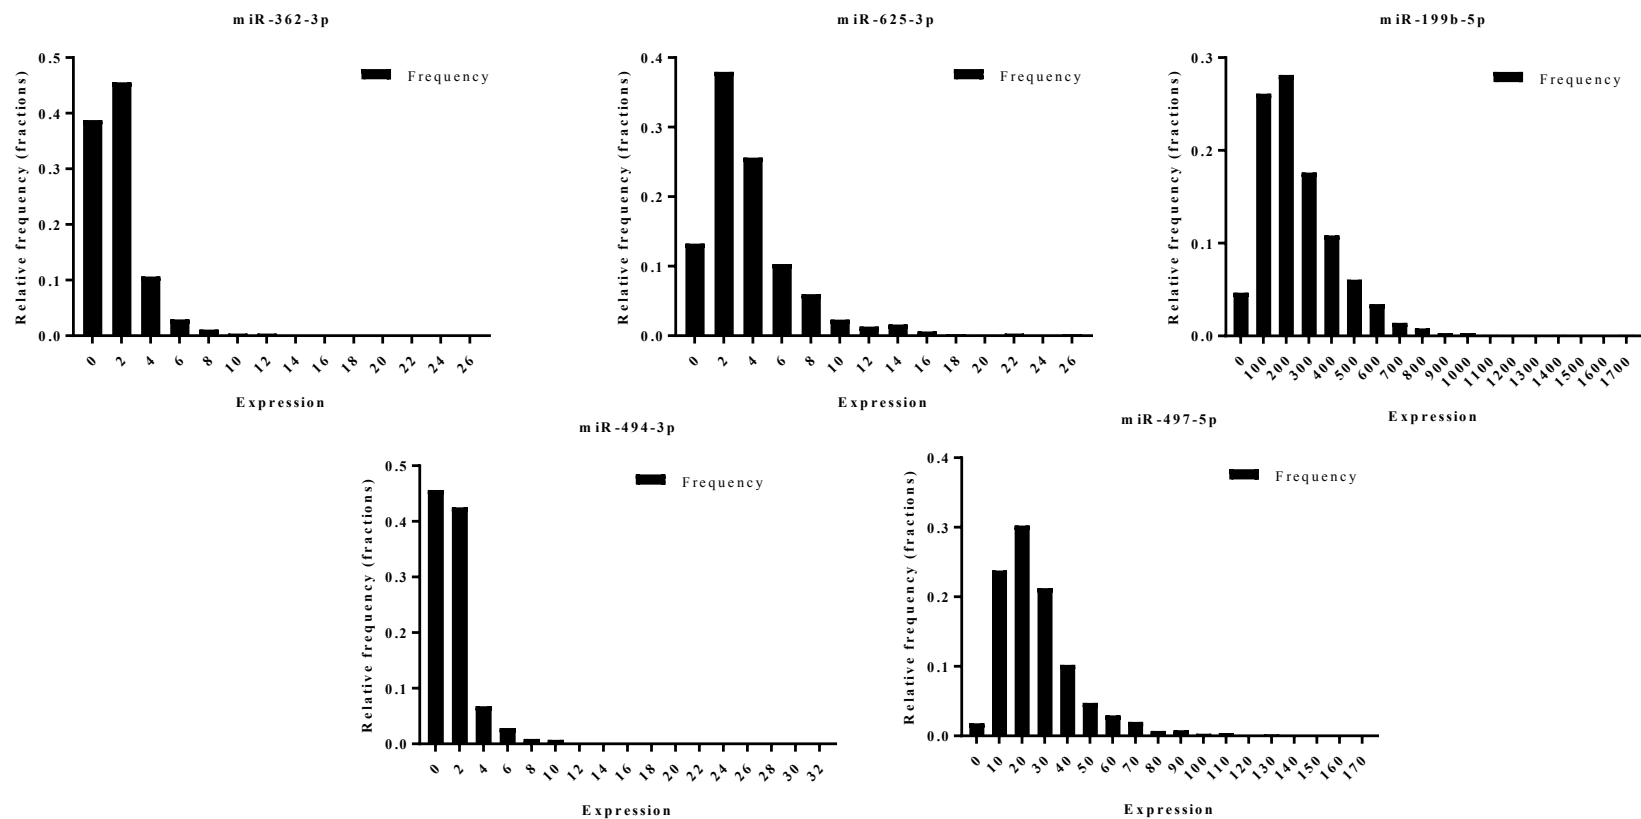 miR-362-3p
Frequency
Relative frequency (fractions)
0.5
0.4
0.3
0.2
0.1
0.0
0 2 4 6 8 10 12 14 16 18 20 22 24 26
Expression
miR-625-3p
Frequency
Relative frequency (fractions)
0.4
0.3
0.2
0.1
0.0
0 2 4 6 8 10 12 14 16 18 20 22 24 26
Expression
miR-199b-5p
Frequency
Relative frequency (fractions)
0.3
0.2
0.1
0.0
0 100 200 300 400 500 600 700 800 900 1000 1100 1200 1300 1400 1500 1600 1700
Expression
miR-494-3p
Frequency
Relative frequency (fractions)
0.5
0.4
0.3
0.2
0.1
0.0
0 2 4 6 8 10 12 14 16 18 20 22 24 26 28 30 32
Expression
miR-497-5p
Frequency
Relative frequency (fractions)
0.4
0.3
0.2
0.1
0.0
0 10 20 30 40 50 60 70 80 90 100 110 120 130 140 150 160 170
Expression